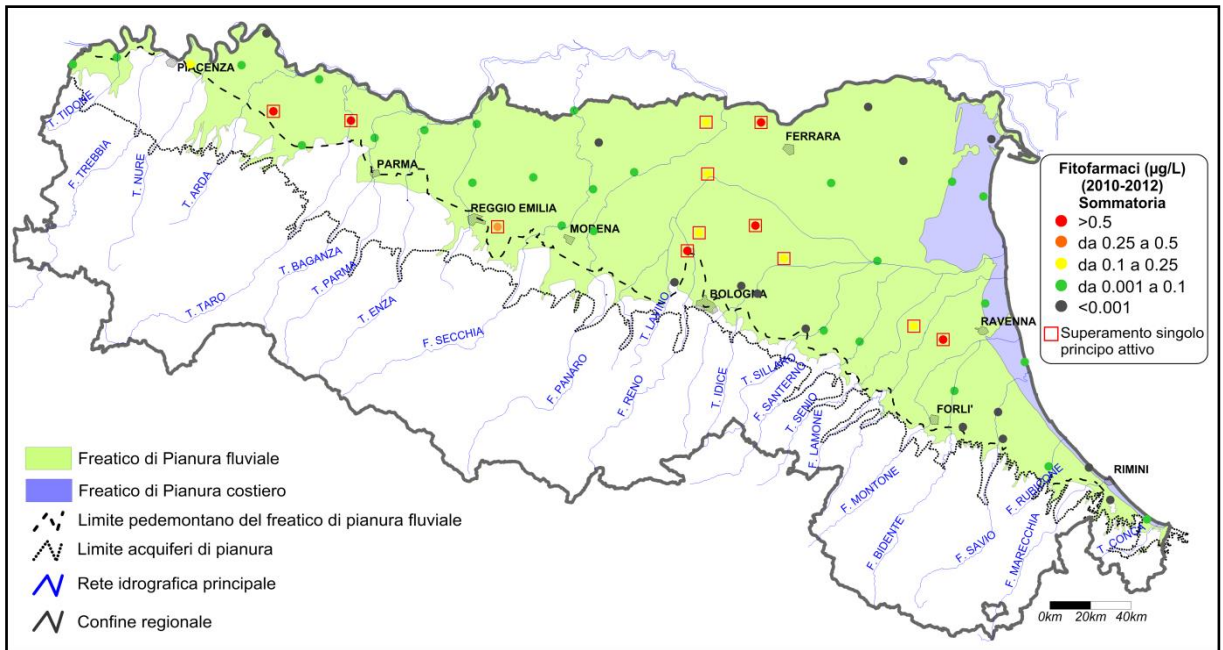 PIACENZA
T. TIDONE
F. TREBBIA
T. NURE
T. ARDA
PARMA
FERRARA
REGGIO EMILIA
MODENA
T. BAGANZA
T. PARMA
T. TARO
T. ENZA
F. SECCHIA
F. PANARO
F. RENO
T. LAVINO
BOLOGNA
T. IDICE
T. SILLARO
F. SANTERNO
T. SENIO
F. LAMONE
RAVENNA
FORLI'
F. MONTONE
F. BIDENTE
F. SAVIO
F. RUBICONE
F. MARECCHIA
RIMINI
T. CONCA
Fitofarmaci (µg/L)
(2010-2012)
Sommatoria
>0.5
da 0.25 a 0.5
da 0.1 a 0.25
da 0.001 a 0.1
<0.001
Superamento singolo
principo attivo
Freatico di Pianura fluviale
Freatico di Pianura costiero
Limite pedemontano del freatico di pianura fluviale
Limite acquiferi di pianura
Rete idrografica principale
Confine regionale
0km 20km 40km